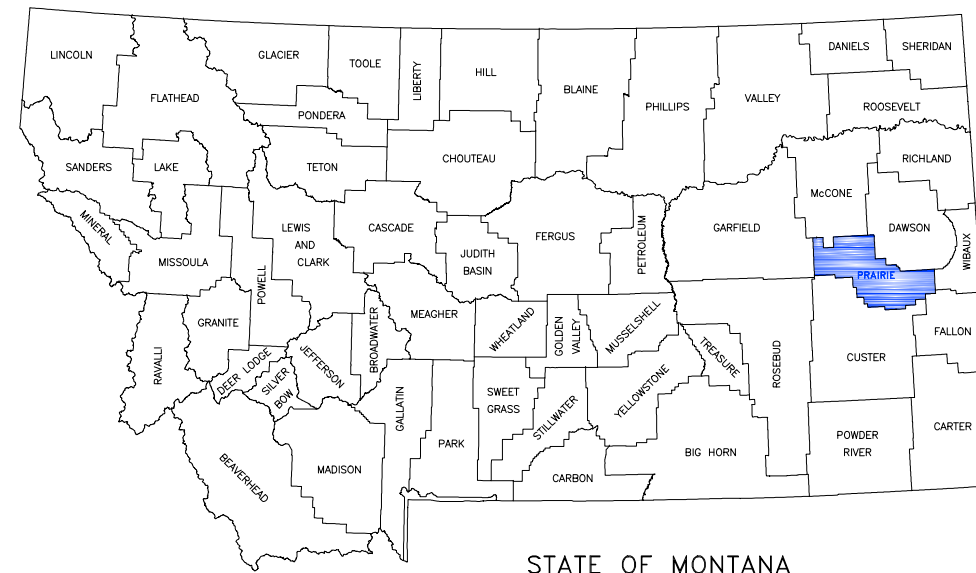 LINCOLN
FLATHEAD
GLACIER
TOOLE
LIBERTY
HILL
BLAINE
PHILLIPS
VALLEY
DANIELS
SHERIDAN
ROOSEVELT
PONDERA
TETON
CHOUTEAU
SANDERS
LAKE
RICHLAND
McCONE
DAWSON
WIBAUX
MINERAL
MISSOULA
POWELL
LEWIS
AND
CLARK
CASCADE
JUDITH
BASIN
FERGUS
PETROLEUM
GARFIELD
PRAIRIE
GRANITE
RAVALLI
DEER LODGE
SILVER
BOW
JEFFERSON
BROADWATER
MEAGHER
WHEATLAND
GOLDEN
VALLEY
MUSSELSHELL
TREASURE
ROSEBUD
CUSTER
FALLON
GALLATIN
PARK
SWEET
GRASS
STILLWATER
YELLOWSTONE
BIG HORN
POWDER
RIVER
CARTER
BEAVERHEAD
MADISON
CARBON
STATE OF MONTANA